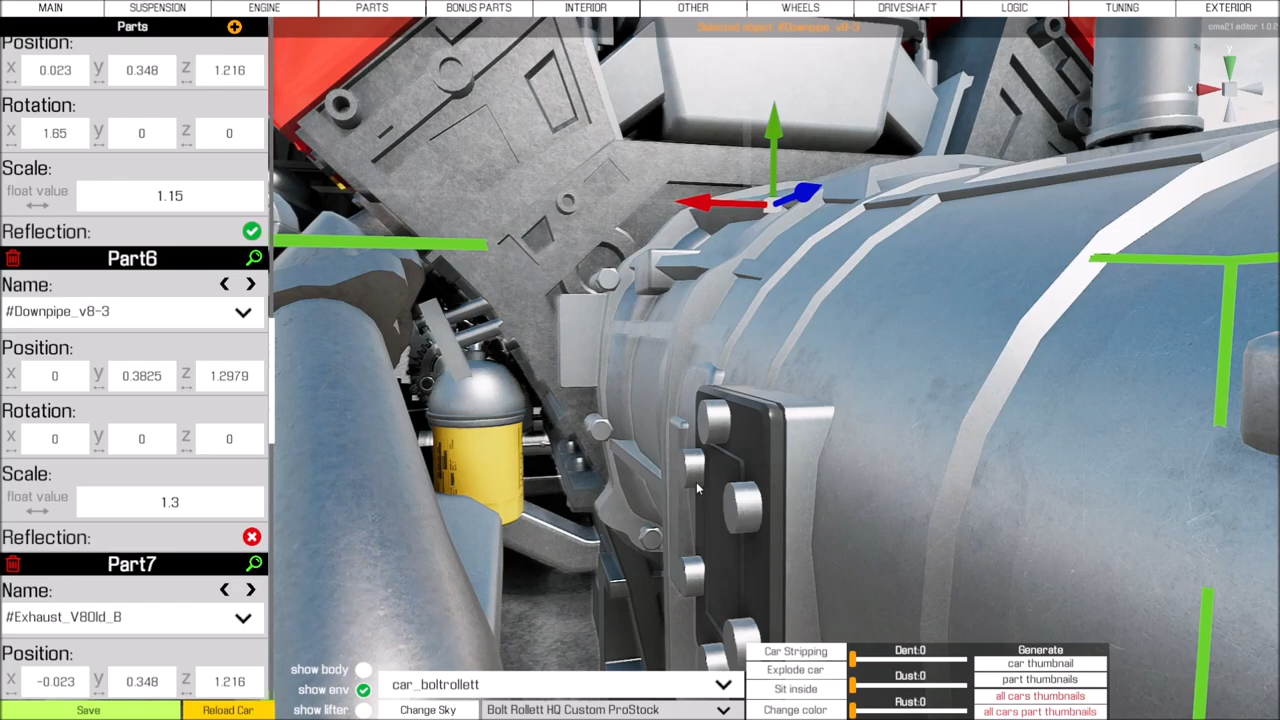 MAIN SUSPENSION ENGINE PARTS BONUS PARTS INTERIOR OTHER WHEELS DRIVESHAFT LOGIC TUNING EXTERIOR
Parts
Selected object: #Downpipe_v8-3
Position:
X 0.023 y 0.348 Z 1.216
Rotation:
X 1.65 y 0 Z 0
Scale:
float value 1.15
Reflection:
Part6
Name:
#Downpipe_v8-3
Position:
X 0 y 0.3825 Z 1.2979
Rotation:
X 0 y 0 Z 0
Scale:
float value 1.3
Reflection:
Part7
Name:
#Exhaust_V8Old_B
Position:
X -0.023 y 0.348 Z 1.216
Save Reload Car
show body
show env car_boltrollett
show lifter Change Sky Bolt Rollett HQ Custom ProStock
Car Stripping
Explode car
Sit inside
Change color
Dent:0
Dust:0
Rust:0
Generate
car thumbnail
part thumbnails
all cars thumbnails
all cars part thumbnails
y
x